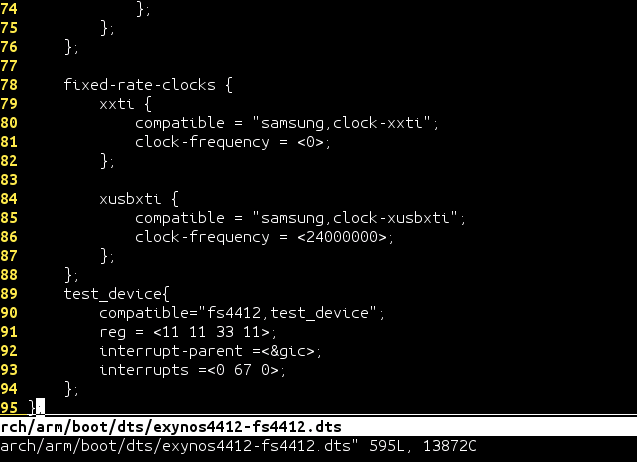 74                 };
75             };
76         };
77
78         fixed-rate-clocks {
79             xxti {
80                 compatible = "samsung,clock-xxti";
81                 clock-frequency = <0>;
82             };
83
84             xusbxti {
85                 compatible = "samsung,clock-xusbxti";
86                 clock-frequency = <24000000>;
87             };
88         };
89         test_device{
90             compatible="fs4412,test_device";
91             reg = <11 11 33 11>;
92             interrupt-parent =<&gic>;
93             interrupts =<0 67 0>;
94         };
95 };
rch/arm/boot/dts/exynos4412-fs4412.dts
arch/arm/boot/dts/exynos4412-fs4412.dts" 595L, 13872C